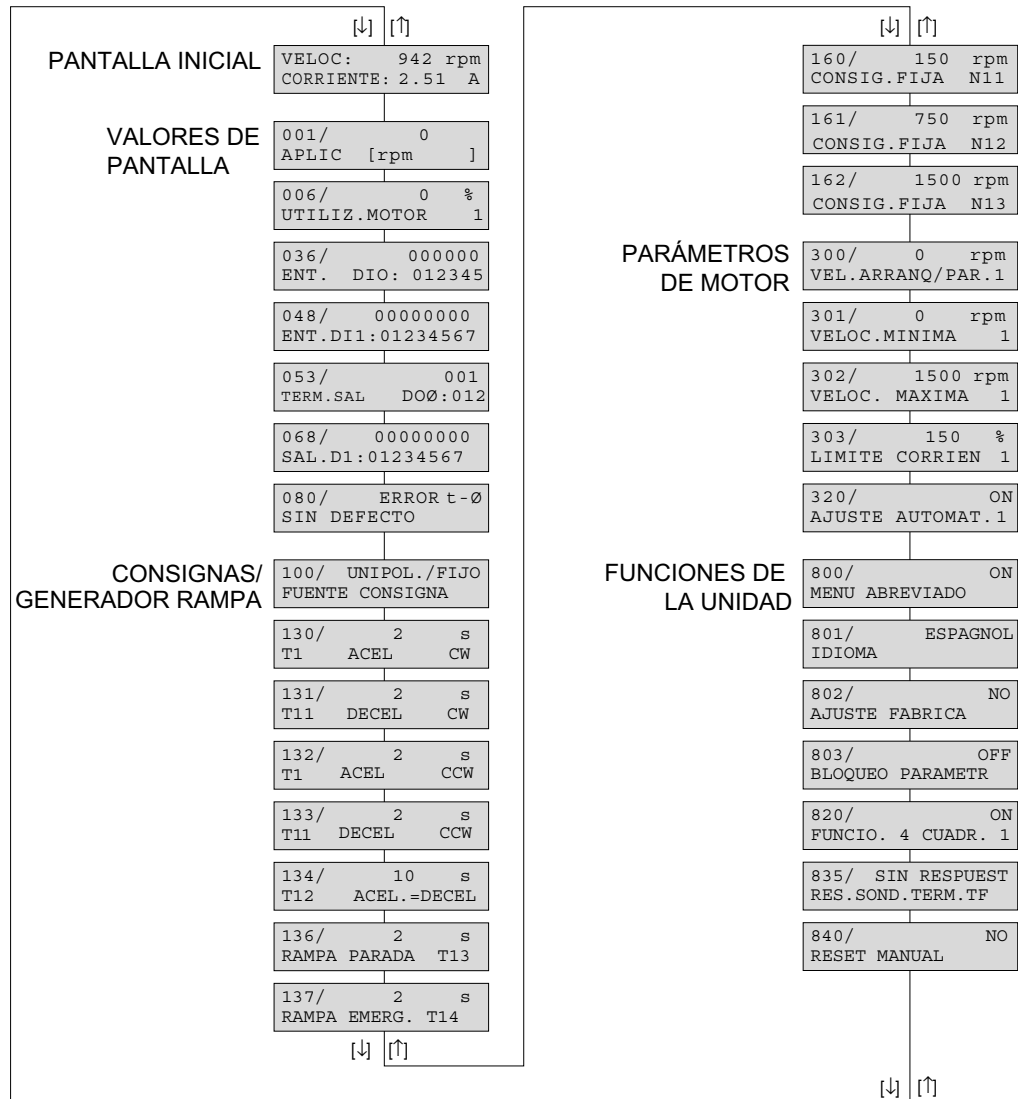 [↓] [↑]
PANTALLA INICIAL
VELOC: 942 rpm
CORRIENTE: 2.51 A
VALORES DE
PANTALLA
001/ 0
APLIC [rpm ]
006/ 0 %
UTILIZ.MOTOR 1
036/ 000000
ENT. DIO: 012345
048/ 00000000
ENT.DI1:01234567
053/ 001
TERM.SAL DOØ:012
068/ 00000000
SAL.D1:01234567
080/ ERROR t-Ø
SIN DEFECTO
CONSIGNAS/
GENERADOR RAMPA
100/ UNIPOL./FIJO
FUENTE CONSIGNA
130/ 2 s
T1 ACEL CW
131/ 2 s
T11 DECEL CW
132/ 2 s
T1 ACEL CCW
133/ 2 s
T11 DECEL CCW
134/ 10 s
T12 ACEL.=DECEL
136/ 2 s
RAMPA PARADA T13
137/ 2 s
RAMPA EMERG. T14
[↓] [↑]
[↓] [↑]
160/ 150 rpm
CONSIG.FIJA N11
161/ 750 rpm
CONSIG.FIJA N12
162/ 1500 rpm
CONSIG.FIJA N13
PARÁMETROS
DE MOTOR
300/ 0 rpm
VEL.ARRANQ/PAR.1
301/ 0 rpm
VELOC.MINIMA 1
302/ 1500 rpm
VELOC. MAXIMA 1
303/ 150 %
LIMITE CORRIEN 1
320/ ON
AJUSTE AUTOMAT.1
FUNCIONES DE
LA UNIDAD
800/ ON
MENU ABREVIADO
801/ ESPAGNOL
IDIOMA
802/ NO
AJUSTE FABRICA
803/ OFF
BLOQUEO PARAMETR
820/ ON
FUNCIO. 4 CUADR. 1
835/ SIN RESPUEST
RES.SOND.TERM.TF
840/ NO
RESET MANUAL
[↓] [↑]